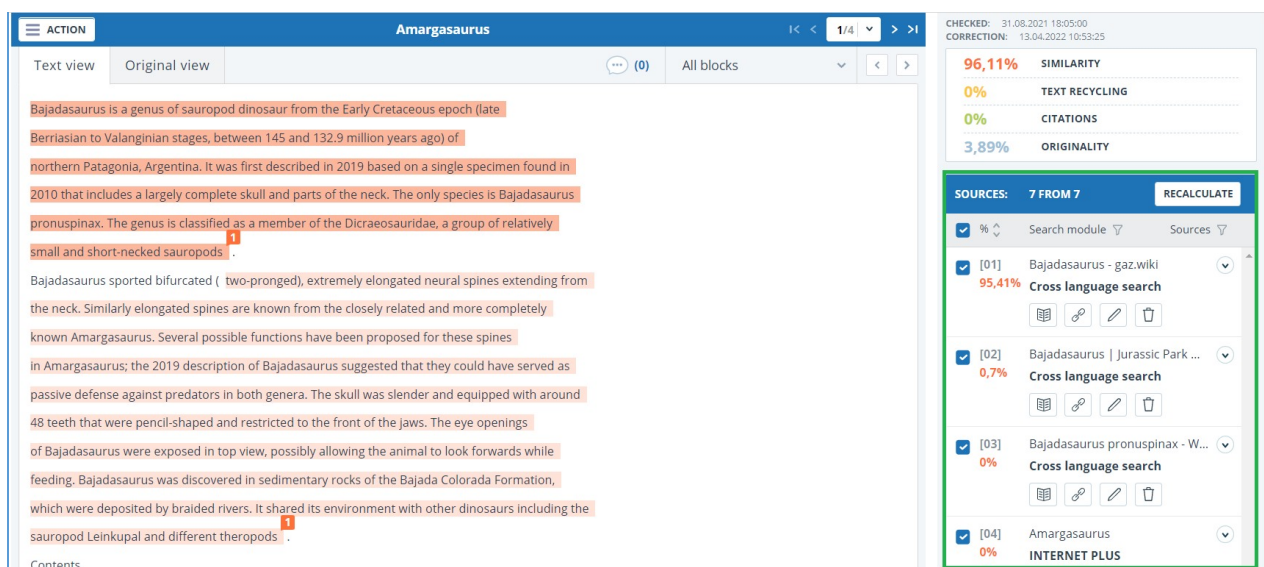 ACTION
Amargasaurus
1/4
Text view
Original view
(0)
All blocks
Bajadasaurus is a genus of sauropod dinosaur from the Early Cretaceous epoch (late
Berriasian to Valanginian stages, between 145 and 132.9 million years ago) of
northern Patagonia, Argentina. It was first described in 2019 based on a single specimen found in
2010 that includes a largely complete skull and parts of the neck. The only species is Bajadasaurus
pronuspinax. The genus is classified as a member of the Dicraeosauridae, a group of relatively
1
small and short-necked sauropods .
Bajadasaurus sported bifurcated ( two-pronged), extremely elongated neural spines extending from
the neck. Similarly elongated spines are known from the closely related and more completely
known Amargasaurus. Several possible functions have been proposed for these spines
in Amargasaurus; the 2019 description of Bajadasaurus suggested that they could have served as
passive defense against predators in both genera. The skull was slender and equipped with around
48 teeth that were pencil-shaped and restricted to the front of the jaws. The eye openings
of Bajadasaurus were exposed in top view, possibly allowing the animal to look forwards while
feeding. Bajadasaurus was discovered in sedimentary rocks of the Bajada Colorada Formation,
which were deposited by braided rivers. It shared its environment with other dinosaurs including the
1
sauropod Leinkupal and different theropods .
Contents
CHECKED: 31.08.2021 18:05:00
CORRECTION: 13.04.2022 10:53:25
96,11% SIMILARITY
0% TEXT RECYCLING
0% CITATIONS
3,89% ORIGINALITY
SOURCES: 7 FROM 7 RECALCULATE
% Search module Sources
[01] Bajadasaurus - gaz.wiki
95,41% Cross language search
[02] Bajadasaurus | Jurassic Park ...
0,7% Cross language search
[03] Bajadasaurus pronuspinax - W...
0% Cross language search
[04] Amargasaurus
0% INTERNET PLUS